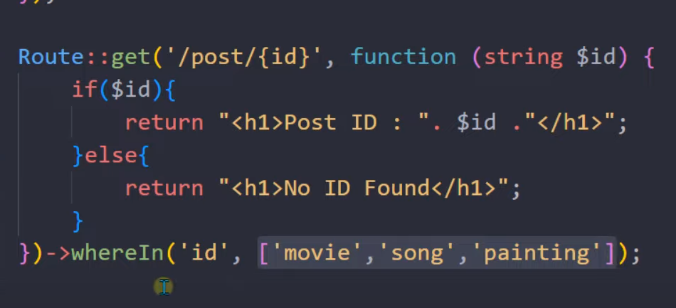 });
Route::get('/post/{id}', function (string $id) {
    if($id){
        return "<h1>Post ID : ". $id ."</h1>";
    }else{
        return "<h1>No ID Found</h1>";
    }
})->whereIn('id', ['movie','song','painting']);